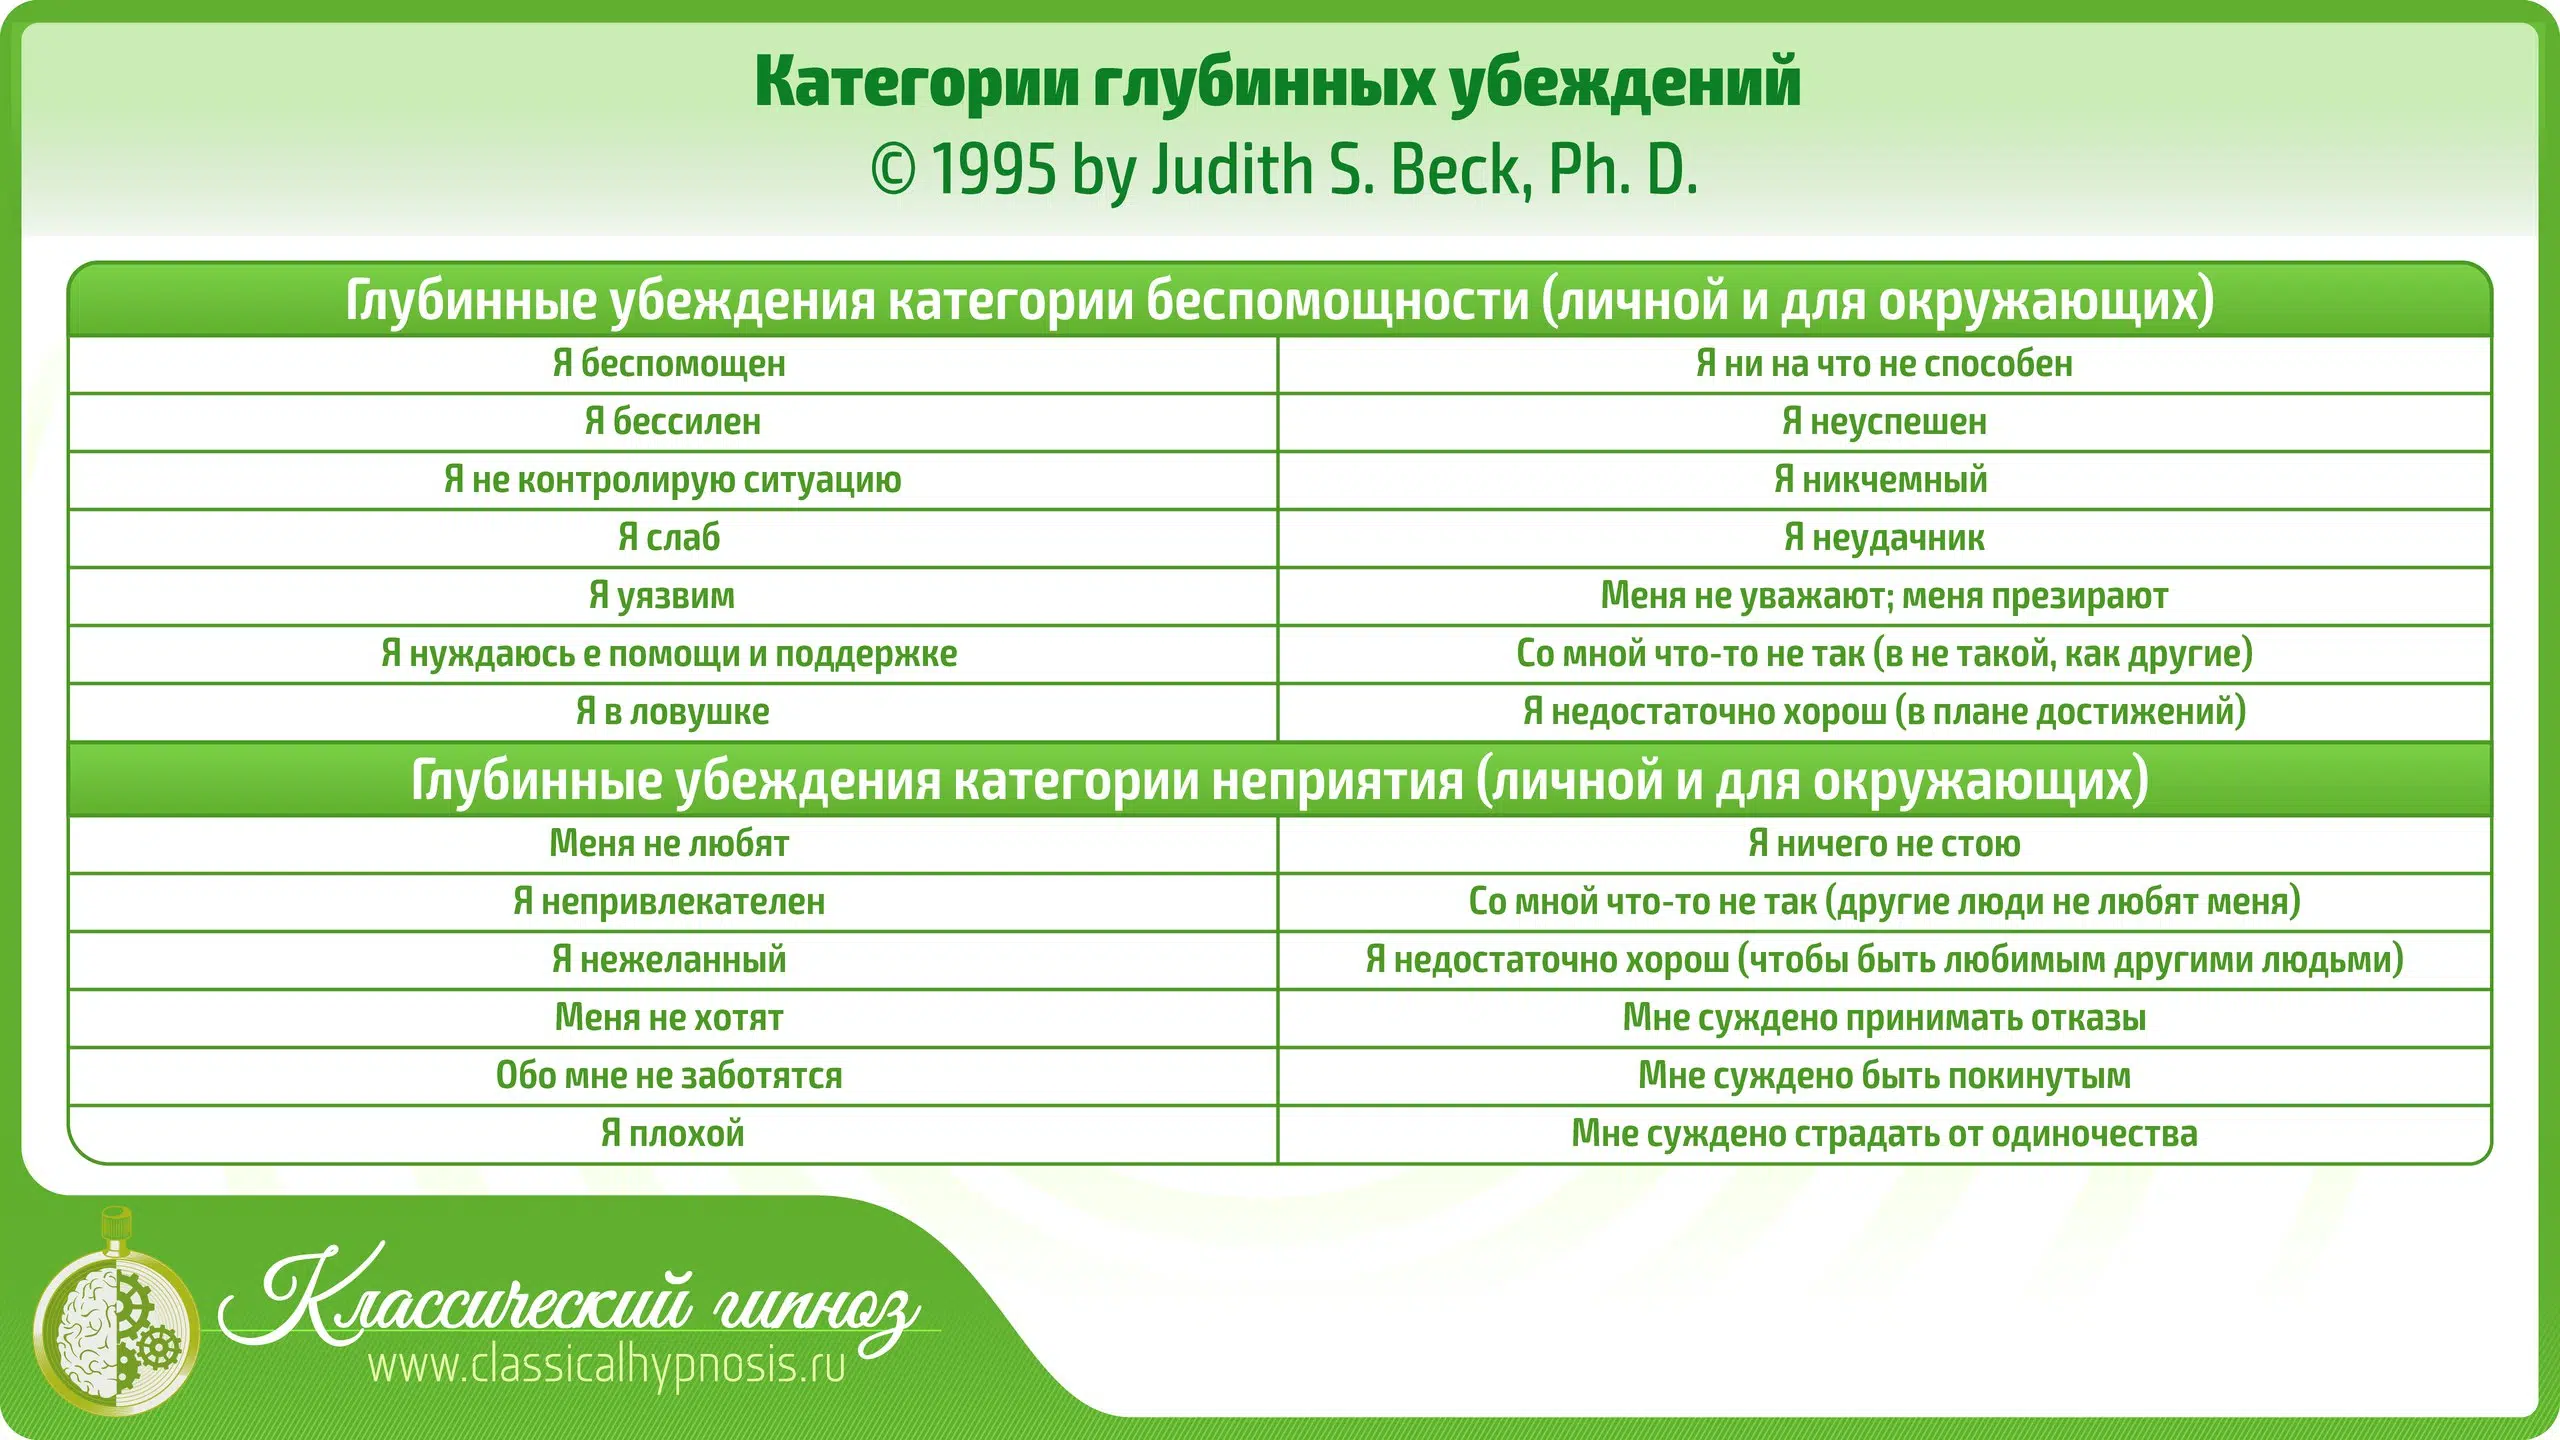 Категории глубинных убеждений
© 1995 by Judith S. Beck, Ph. D.
Глубинные убеждения категории беспомощности (личной и для окружающих)
Я беспомощен
Я ни на что не способен
Я бессилен
Я неуспешен
Я не контролирую ситуацию
Я никчемный
Я слаб
Я неудачник
Я уязвим
Меня не уважают; меня презирают
Я нуждаюсь е помощи и поддержке
Со мной что-то не так (в не такой, как другие)
Я в ловушке
Я недостаточно хорош (в плане достижений)
Глубинные убеждения категории неприятия (личной и для окружающих)
Меня не любят
Я ничего не стою
Я непривлекателен
Со мной что-то не так (другие люди не любят меня)
Я нежеланный
Я недостаточно хорош (чтобы быть любимым другими людьми)
Меня не хотят
Мне суждено принимать отказы
Обо мне не заботятся
Мне суждено быть покинутым
Я плохой
Мне суждено страдать от одиночества
Классический гипноз
www.classicalhypnosis.ru